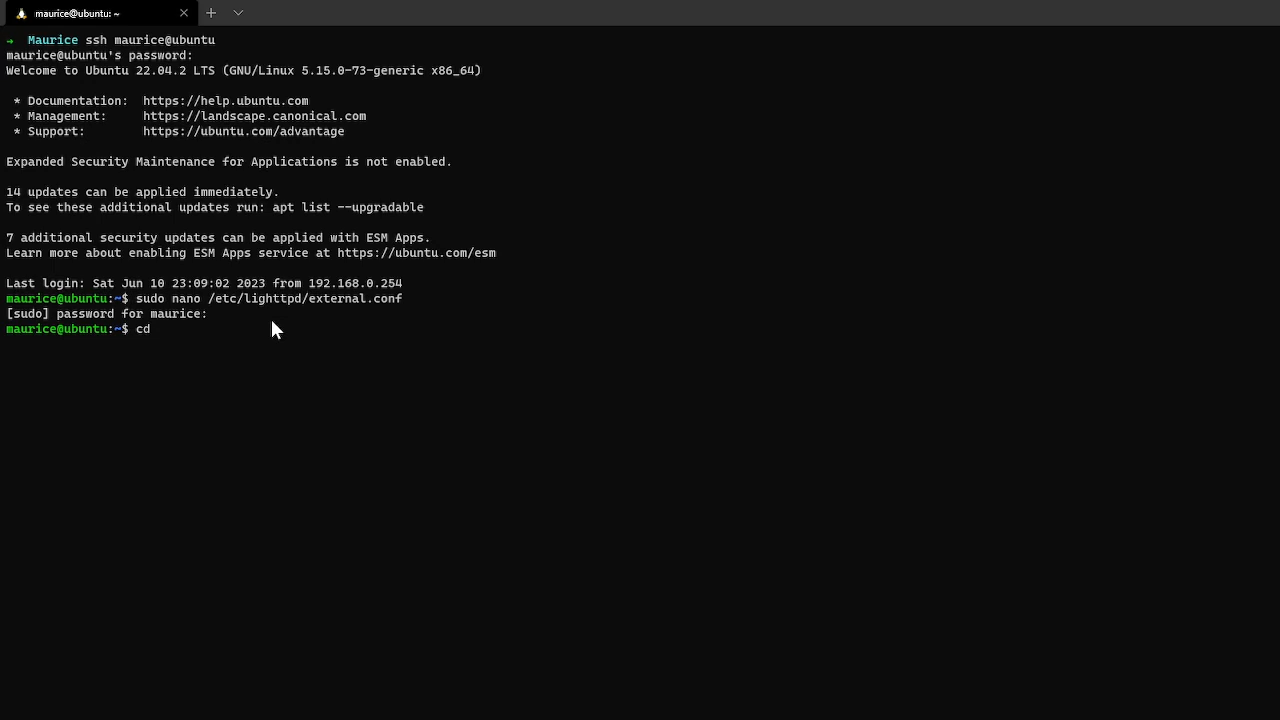 maurice@ubuntu: ~
→ Maurice ssh maurice@ubuntu
maurice@ubuntu's password:
Welcome to Ubuntu 22.04.2 LTS (GNU/Linux 5.15.0-73-generic x86_64)
* Documentation: https://help.ubuntu.com
* Management: https://landscape.canonical.com
* Support: https://ubuntu.com/advantage
Expanded Security Maintenance for Applications is not enabled.
14 updates can be applied immediately.
To see these additional updates run: apt list --upgradable
7 additional security updates can be applied with ESM Apps.
Learn more about enabling ESM Apps service at https://ubuntu.com/esm
Last login: Sat Jun 10 23:09:02 2023 from 192.168.0.254
maurice@ubuntu:~$ sudo nano /etc/lighttpd/external.conf
[sudo] password for maurice:
maurice@ubuntu:~$ cd